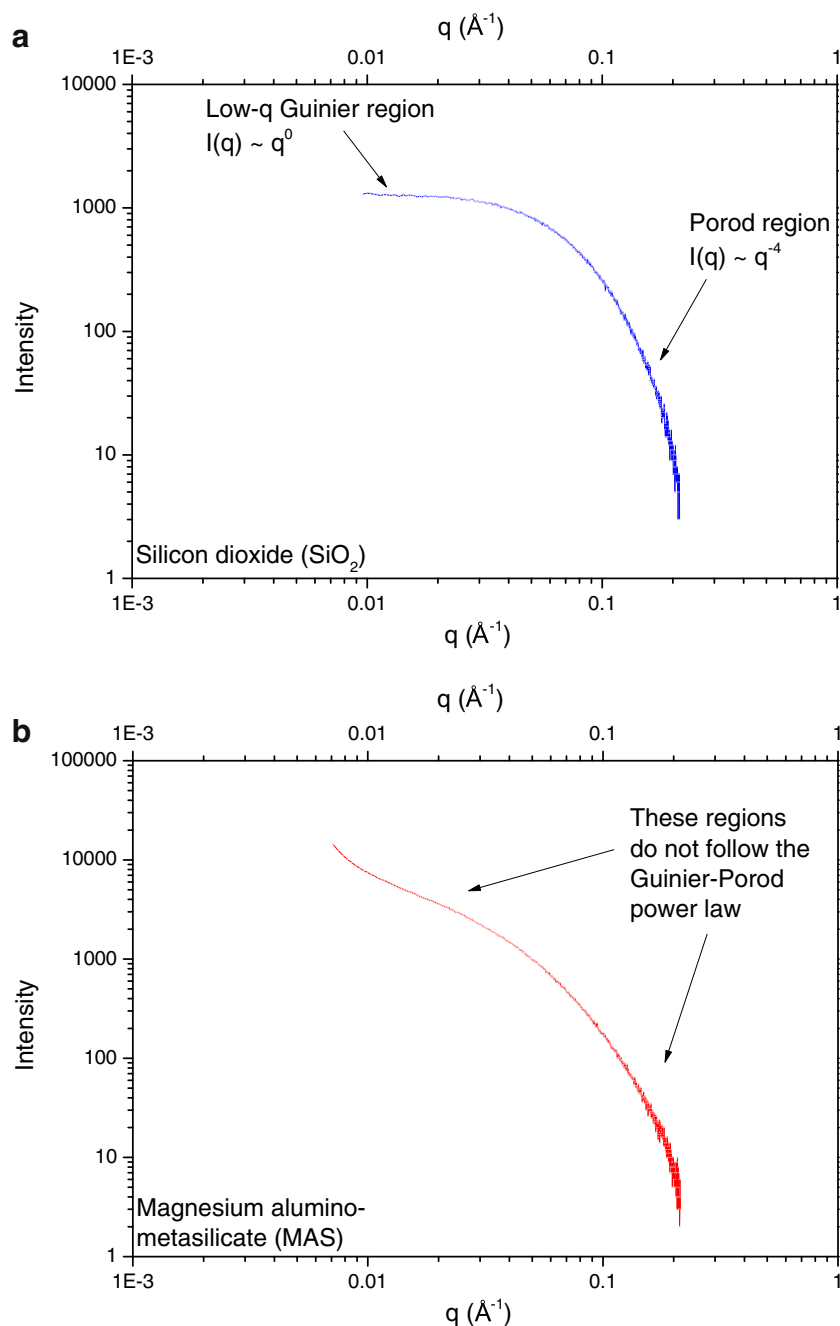 a
q (Å⁻¹)
1E-3 0.01 0.1 1
10000
1000
100
10
1
Intensity
Low-q Guinier region
I(q) ~ q⁰
Porod region
I(q) ~ q⁻⁴
Silicon dioxide (SiO₂)
1E-3 0.01 0.1 1
q (Å⁻¹)
b
q (Å⁻¹)
1E-3 0.01 0.1 1
100000
10000
1000
100
10
1
Intensity
These regions
do not follow the
Guinier-Porod
power law
Magnesium alumino-
metasilicate (MAS)
1E-3 0.01 0.1 1
q (Å⁻¹)